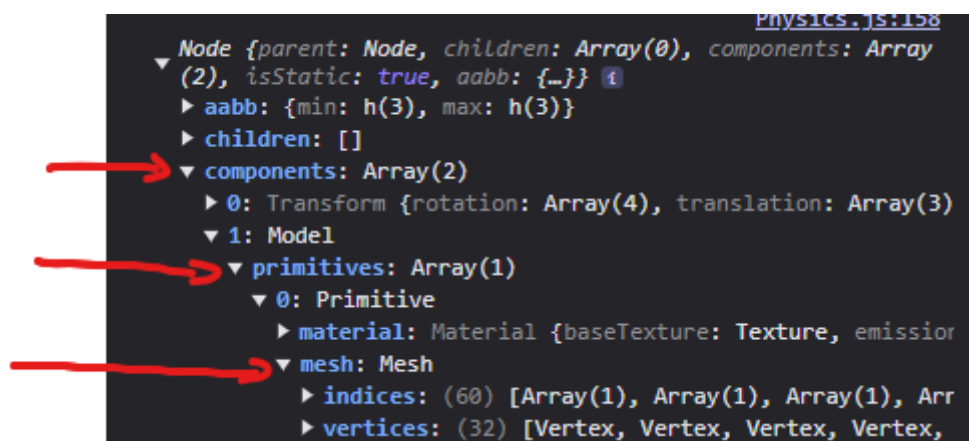 Physics.js:158
▼ Node {parent: Node, children: Array(0), components: Array
(2), isStatic: true, aabb: {…}} i
▶ aabb: {min: h(3), max: h(3)}
▶ children: []
▼ components: Array(2)
▶ 0: Transform {rotation: Array(4), translation: Array(3)
▼ 1: Model
▼ primitives: Array(1)
▼ 0: Primitive
▶ material: Material {baseTexture: Texture, emission
▼ mesh: Mesh
▶ indices: (60) [Array(1), Array(1), Array(1), Arr
▶ vertices: (32) [Vertex, Vertex, Vertex, Vertex,